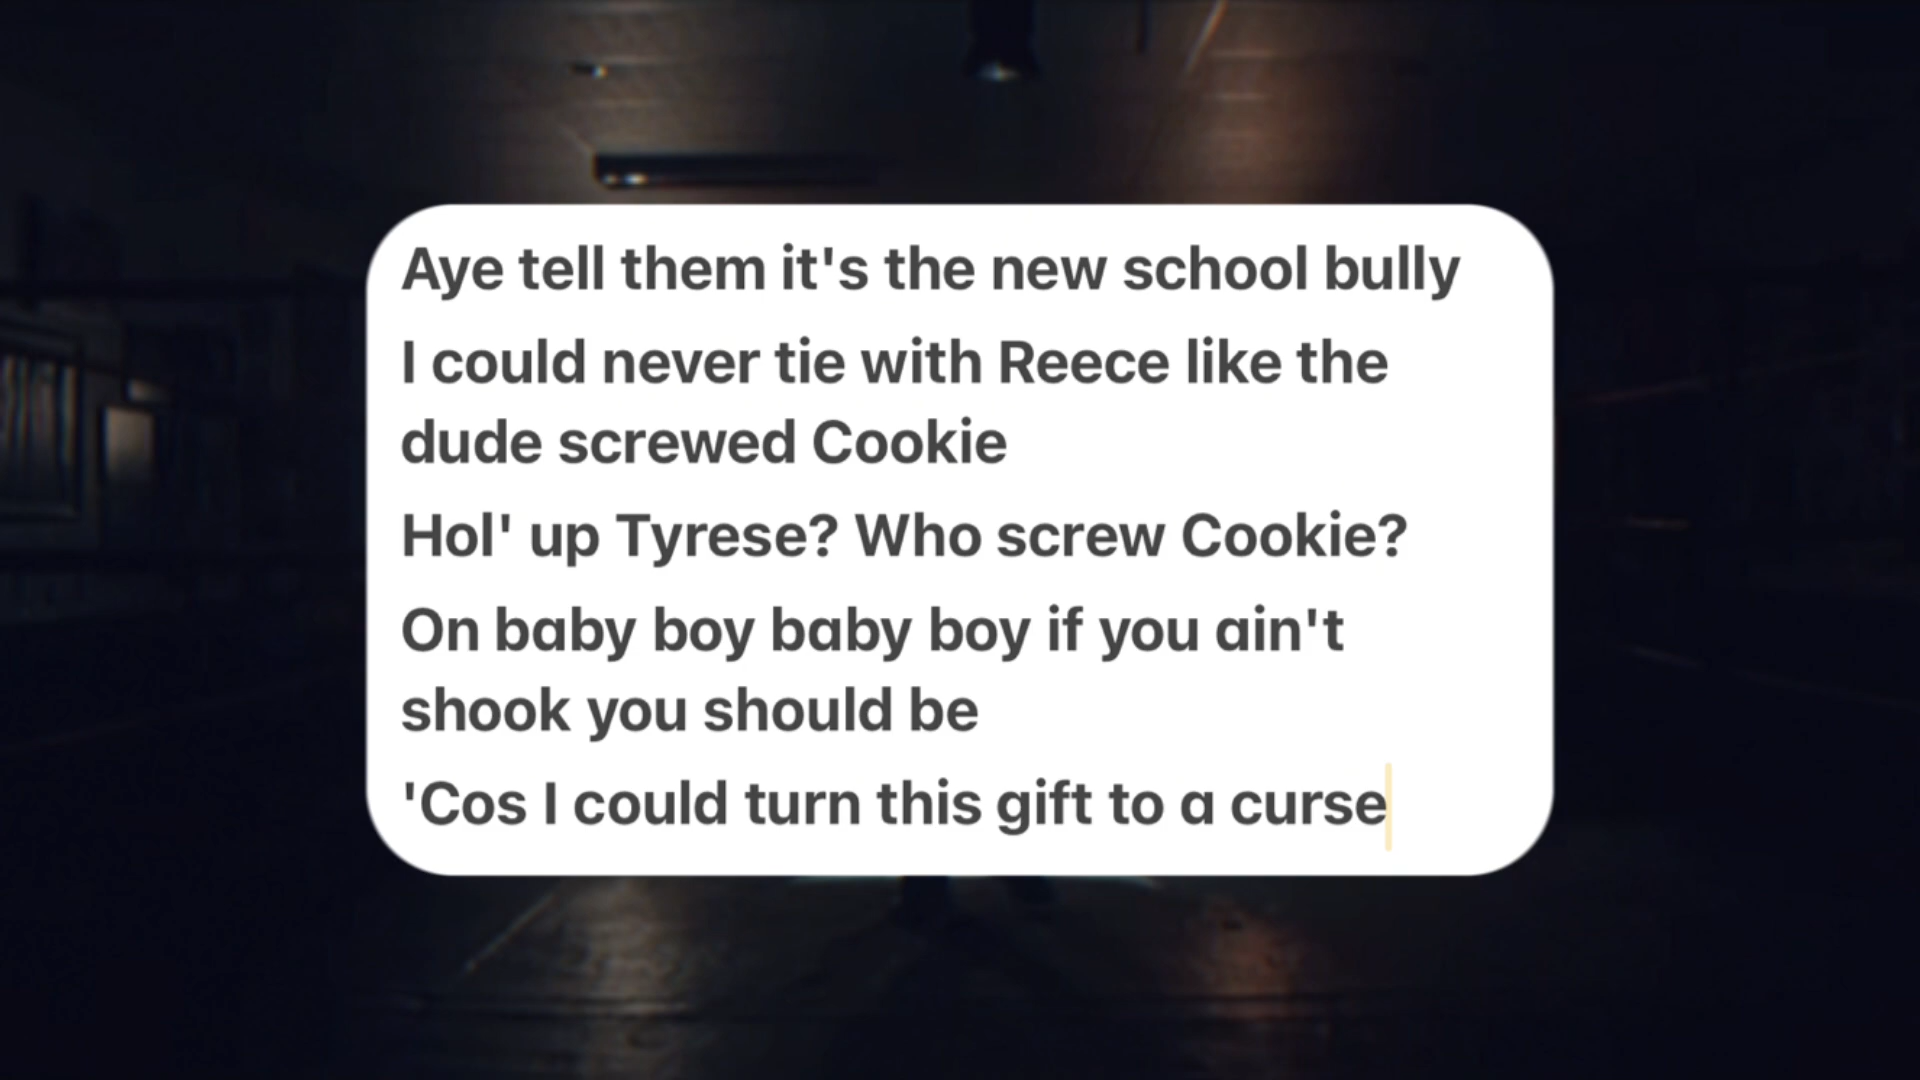 Aye tell them it's the new school bully
I could never tie with Reece like the
dude screwed Cookie
Hol' up Tyrese? Who screw Cookie?
On baby boy baby boy if you ain't
shook you should be
'Cos I could turn this gift to a curse